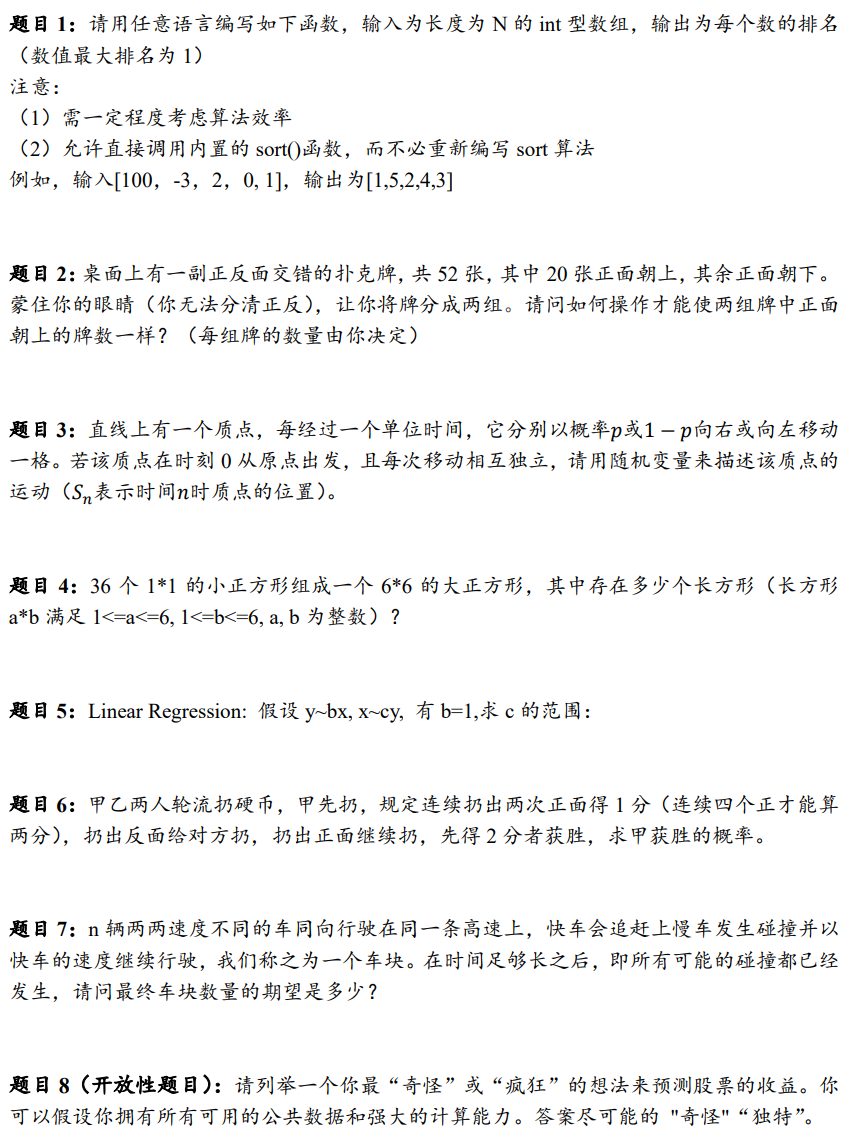 题目 1：请用任意语言编写如下函数，输入为长度为 N 的 int 型数组，输出为每个数的排名
（数值最大排名为 1）
注意：
（1）需一定程度考虑算法效率
（2）允许直接调用内置的 sort()函数，而不必重新编写 sort 算法
例如，输入[100，-3，2，0, 1]，输出为[1,5,2,4,3]
题目 2：桌面上有一副正反面交错的扑克牌，共 52 张，其中 20 张正面朝上，其余正面朝下。
蒙住你的眼睛（你无法分清正反），让你将牌分成两组。请问如何操作才能使两组牌中正面
朝上的牌数一样？（每组牌的数量由你决定）
题目 3：直线上有一个质点，每经过一个单位时间，它分别以概率p或1 − p向右或向左移动
一格。若该质点在时刻 0 从原点出发，且每次移动相互独立，请用随机变量来描述该质点的
运动（Sₙ表示时间n时质点的位置）。
题目 4：36 个 1*1 的小正方形组成一个 6*6 的大正方形，其中存在多少个长方形（长方形
a*b 满足 1<=a<=6, 1<=b<=6, a, b 为整数）？
题目 5：Linear Regression: 假设 y~bx, x~cy, 有 b=1,求 c 的范围：
题目 6：甲乙两人轮流扔硬币，甲先扔，规定连续扔出两次正面得 1 分（连续四个正才能算
两分），扔出反面给对方扔，扔出正面继续扔，先得 2 分者获胜，求甲获胜的概率。
题目 7：n 辆两两速度不同的车同向行驶在同一条高速上，快车会追赶上慢车发生碰撞并以
快车的速度继续行驶，我们称之为一个车块。在时间足够长之后，即所有可能的碰撞都已经
发生，请问最终车块数量的期望是多少？
题目 8（开放性题目）：请列举一个你最“奇怪”或“疯狂”的想法来预测股票的收益。你
可以假设你拥有所有可用的公共数据和强大的计算能力。答案尽可能的 "奇怪"“独特”。